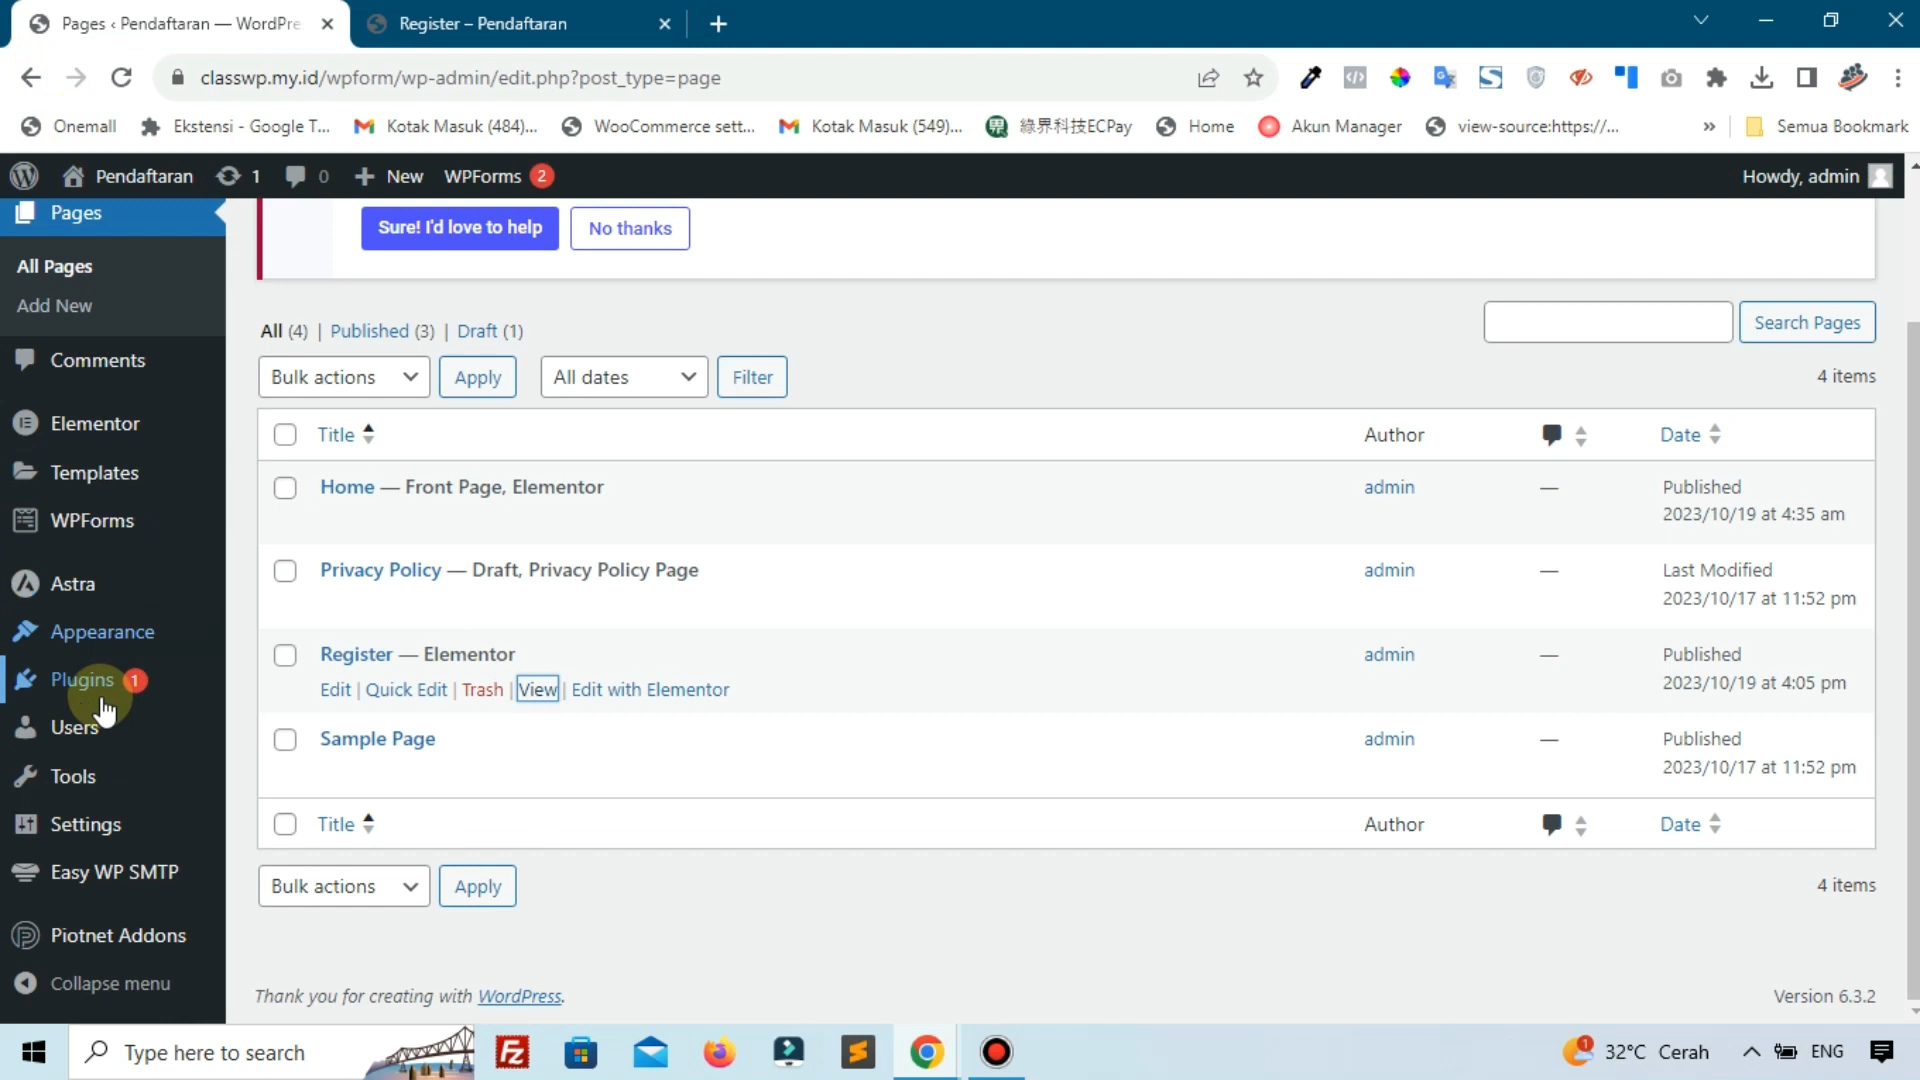 Pages ‹ Pendaftaran — WordPre
Register – Pendaftaran
classwp.my.id/wpform/wp-admin/edit.php?post_type=page
Onemall
Ekstensi - Google T...
Kotak Masuk (484)...
WooCommerce sett...
Kotak Masuk (549)...
綠界科技ECPay
Home
Akun Manager
view-source:https://...
»
Semua Bookmark
Pendaftaran
1
0
New
WPForms 2
Howdy, admin
Pages
All Pages
Add New
Comments
Elementor
Templates
WPForms
Astra
Appearance
Plugins 1
Users
Tools
Settings
Easy WP SMTP
Piotnet Addons
Collapse menu
Sure! I'd love to help
No thanks
All (4) | Published (3) | Draft (1)
Search Pages
Bulk actions
Apply
All dates
Filter
4 items
Title
Author
Date
Home — Front Page, Elementor
admin
—
Published
2023/10/19 at 4:35 am
Privacy Policy — Draft, Privacy Policy Page
admin
—
Last Modified
2023/10/17 at 11:52 pm
Register — Elementor
Edit | Quick Edit | Trash | View | Edit with Elementor
admin
—
Published
2023/10/19 at 4:05 pm
Sample Page
admin
—
Published
2023/10/17 at 11:52 pm
Title
Author
Date
Bulk actions
Apply
4 items
Thank you for creating with WordPress.
Version 6.3.2
Type here to search
1
32°C Cerah
ENG